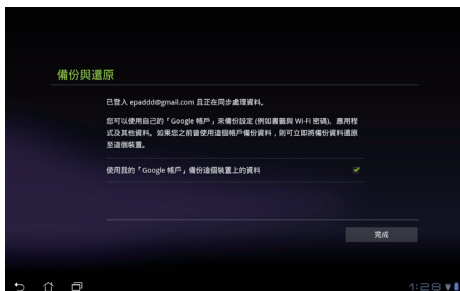 備份與還原
已登入 epaddd@gmail.com 且正在同步處理資料。
您可以使用自己的「Google 帳戶」來備份設定 (例如書籤與 Wi-Fi 密碼)、應用程
式及其他資料。如果您之前曾使用這個帳戶備份資料，則可立即將備份資料還原
至這個裝置。
使用我的「Google 帳戶」備份這個裝置上的資料
完成
1:28